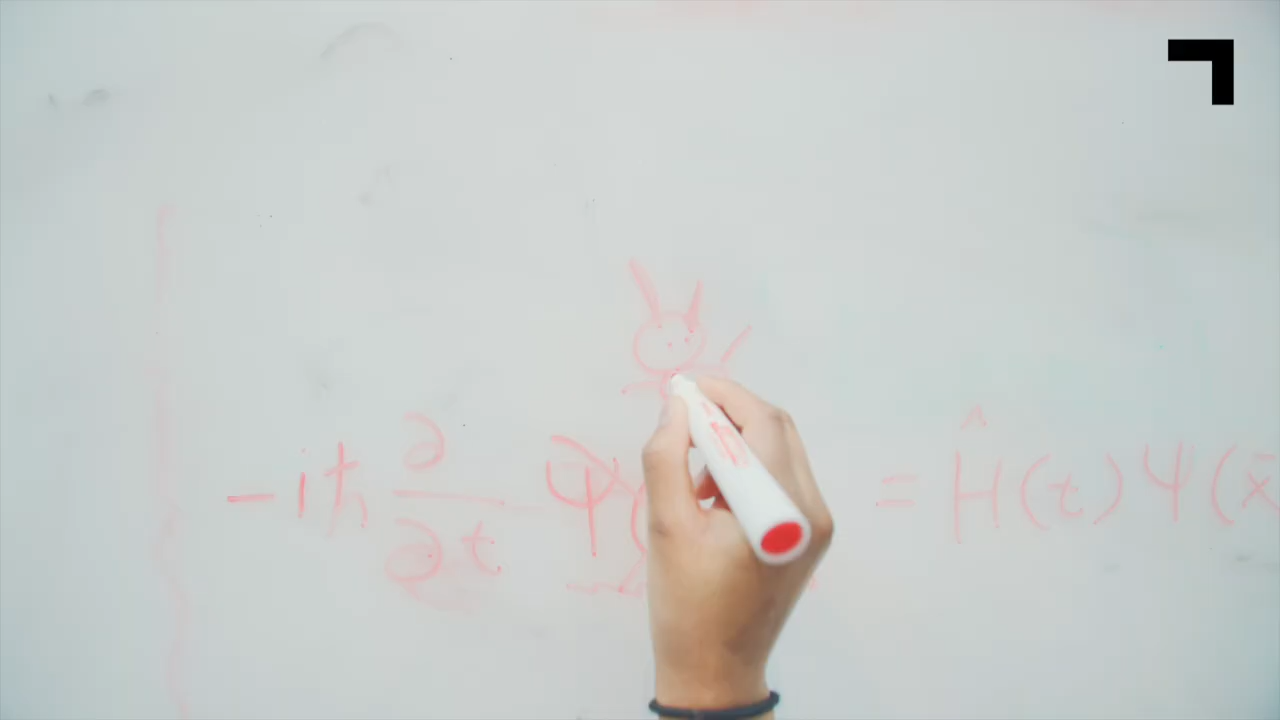 -iħ ∂/∂t Ψ( = Ĥ(t)Ψ(x